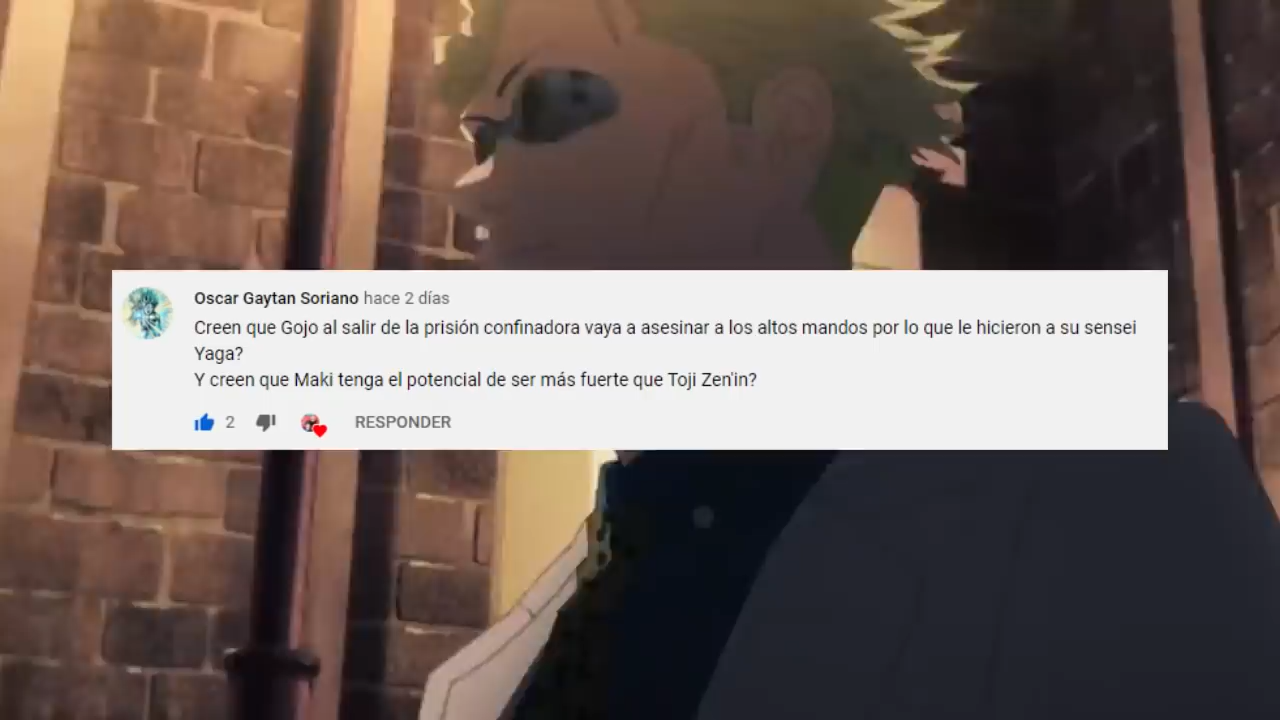 Oscar Gaytan Soriano hace 2 días
Creen que Gojo al salir de la prisión confinadora vaya a asesinar a los altos mandos por lo que le hicieron a su sensei
Yaga?
Y creen que Maki tenga el potencial de ser más fuerte que Toji Zen'in?
2 RESPONDER